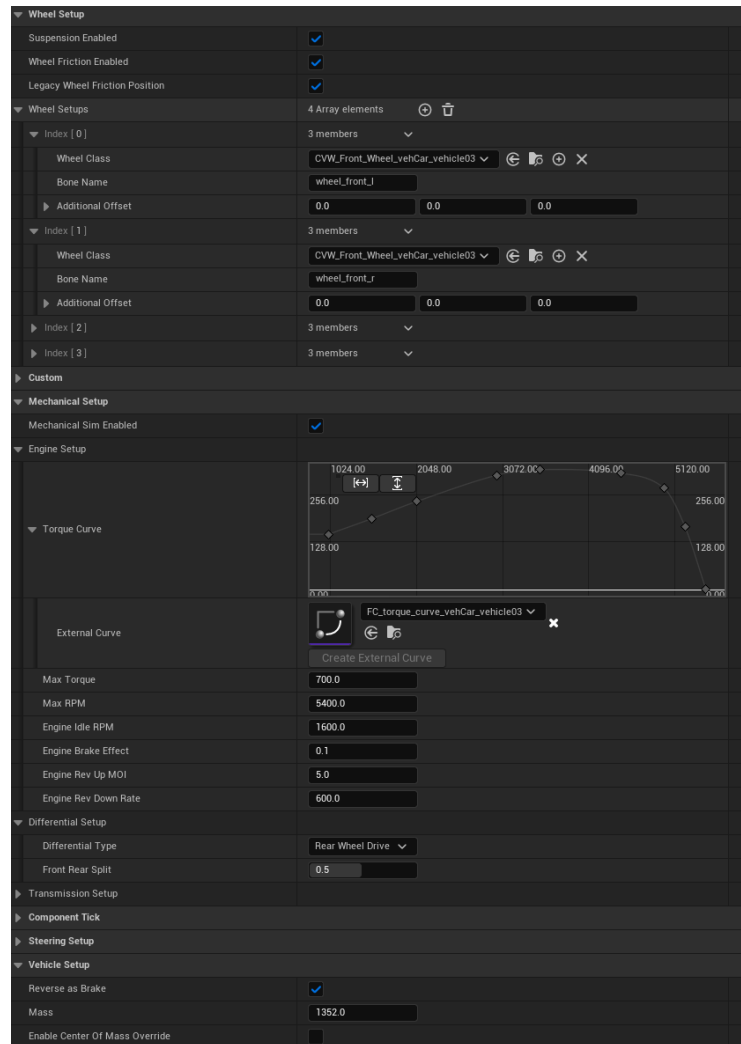 Wheel Setup
Suspension Enabled
Wheel Friction Enabled
Legacy Wheel Friction Position
Wheel Setups 4 Array elements
Index [ 0 ] 3 members
Wheel Class CVW_Front_Wheel_vehCar_vehicle03
Bone Name wheel_front_l
Additional Offset 0.0 0.0 0.0
Index [ 1 ] 3 members
Wheel Class CVW_Front_Wheel_vehCar_vehicle03
Bone Name wheel_front_r
Additional Offset 0.0 0.0 0.0
Index [ 2 ] 3 members
Index [ 3 ] 3 members
Custom
Mechanical Setup
Mechanical Sim Enabled
Engine Setup
1024.00 2048.00 3072.00 4096.00 5120.00
256.00 256.00
Torque Curve
128.00 128.00
0.00 0.00
FC_torque_curve_vehCar_vehicle03
External Curve
Create External Curve
Max Torque 700.0
Max RPM 5400.0
Engine Idle RPM 1600.0
Engine Brake Effect 0.1
Engine Rev Up MOI 5.0
Engine Rev Down Rate 600.0
Differential Setup
Differential Type Rear Wheel Drive
Front Rear Split 0.5
Transmission Setup
Component Tick
Steering Setup
Vehicle Setup
Reverse as Brake
Mass 1352.0
Enable Center Of Mass Override